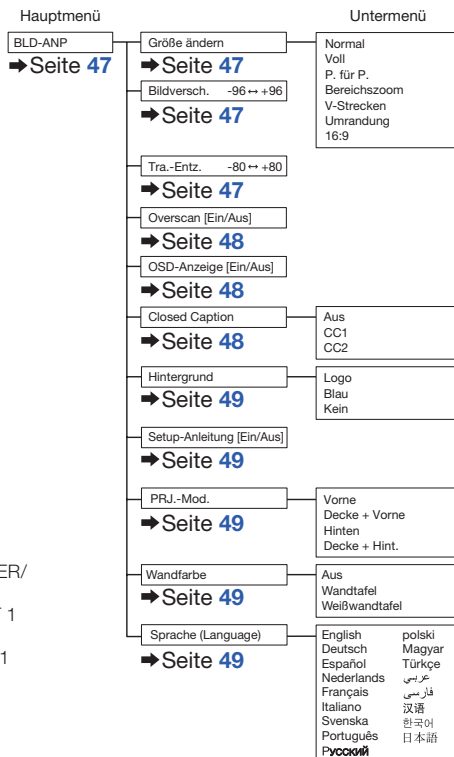 Hauptmenü
Untermenü
BLD-ANP
➡Seite 47
Größe ändern
➡Seite 47
Normal
Voll
P. für P.
Bereichszoom
V-Strecken
Umrandung
16:9
Bildversch. -96 ↔ +96
➡Seite 47
Tra.-Entz. -80 ↔ +80
➡Seite 47
Overscan [Ein/Aus]
➡Seite 48
OSD-Anzeige [Ein/Aus]
➡Seite 48
Closed Caption
➡Seite 48
Aus
CC1
CC2
Hintergrund
➡Seite 49
Logo
Blau
Kein
Setup-Anleitung [Ein/Aus]
➡Seite 49
PRJ.-Mod.
➡Seite 49
Vorne
Decke + Vorne
Hinten
Decke + Hint.
Wandfarbe
➡Seite 49
Aus
Wandtafel
Weißwandtafel
Sprache (Language)
➡Seite 49
English
Deutsch
Español
Nederlands
Français
Italiano
Svenska
Português
Русский
polski
Magyar
Türkçe
عربي
فارسی
汉语
한국어
日本語
ER/
1
1